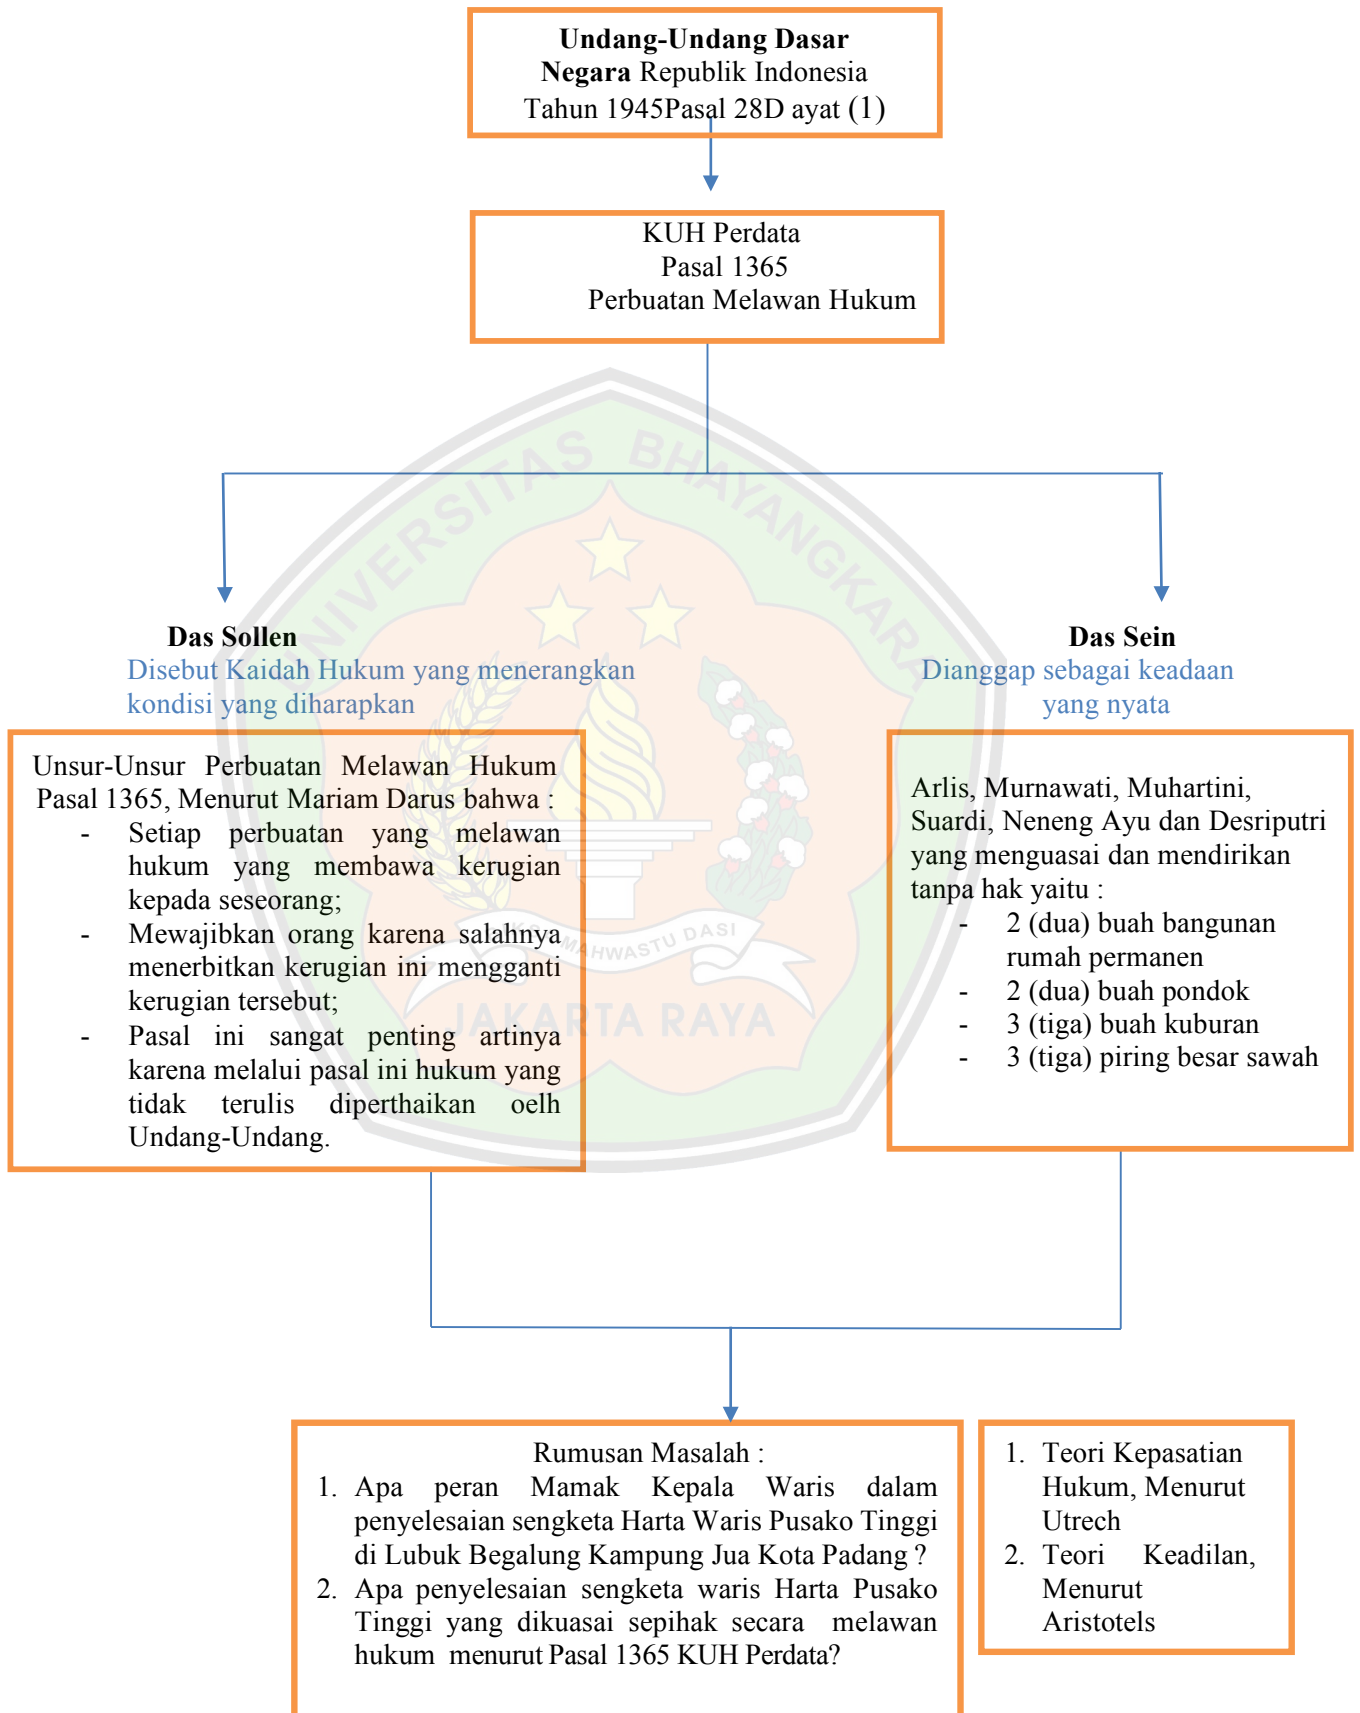 Undang-Undang Dasar
Negara Republik Indonesia
Tahun 1945Pasal 28D ayat (1)
KUH Perdata
Pasal 1365
Perbuatan Melawan Hukum
UNIVERSITAS BHAYANGKARA
Das Sollen
Disebut Kaidah Hukum yang menerangkan
kondisi yang diharapkan
Das Sein
Dianggap sebagai keadaan
yang nyata
Unsur-Unsur Perbuatan Melawan Hukum
Pasal 1365, Menurut Mariam Darus bahwa :
- Setiap perbuatan yang melawan
hukum yang membawa kerugian
kepada seseorang;
- Mewajibkan orang karena salahnya
menerbitkan kerugian ini mengganti
kerugian tersebut;
- Pasal ini sangat penting artinya
karena melalui pasal ini hukum yang
tidak terulis diperthaikan oelh
Undang-Undang.
Arlis, Murnawati, Muhartini,
Suardi, Neneng Ayu dan Desriputri
yang menguasai dan mendirikan
tanpa hak yaitu :
- 2 (dua) buah bangunan
rumah permanen
- 2 (dua) buah pondok
- 3 (tiga) buah kuburan
- 3 (tiga) piring besar sawah
MAHWASTU DASI
JAKARTA RAYA
Rumusan Masalah :
1. Apa peran Mamak Kepala Waris dalam
penyelesaian sengketa Harta Waris Pusako Tinggi
di Lubuk Begalung Kampung Jua Kota Padang ?
2. Apa penyelesaian sengketa waris Harta Pusako
Tinggi yang dikuasai sepihak secara melawan
hukum menurut Pasal 1365 KUH Perdata?
1. Teori Kepasatian
Hukum, Menurut
Utrech
2. Teori Keadilan,
Menurut
Aristotels